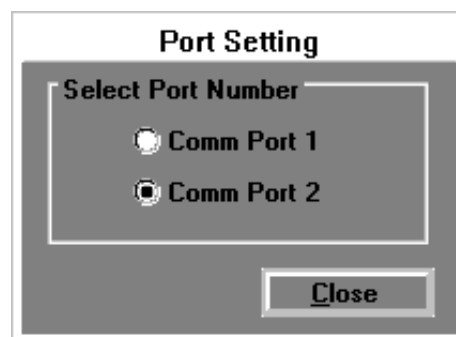 Port Setting
Select Port Number
Comm Port 1
Comm Port 2
Close